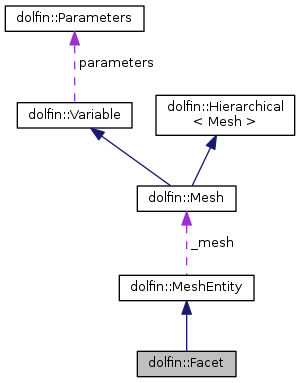 dolfin::Parameters
parameters
dolfin::Variable
dolfin::Hierarchical
< Mesh >
dolfin::Mesh
_mesh
dolfin::MeshEntity
dolfin::Facet